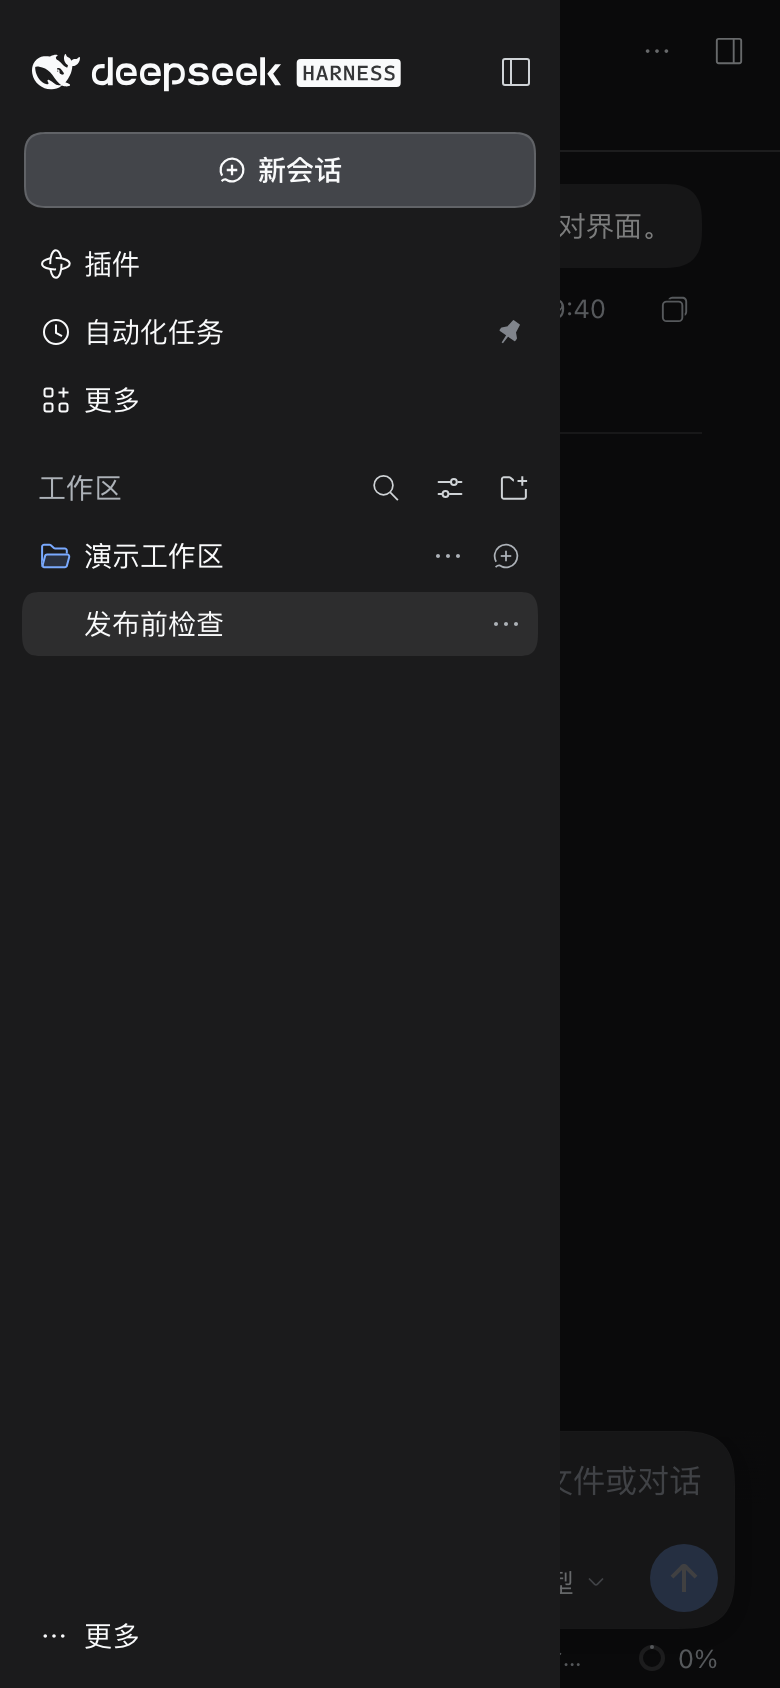 deepseek HARNESS
新会话
插件
自动化任务
更多
工作区
演示工作区
发布前检查
更多
对界面。
:40
文件或对话
型
0%